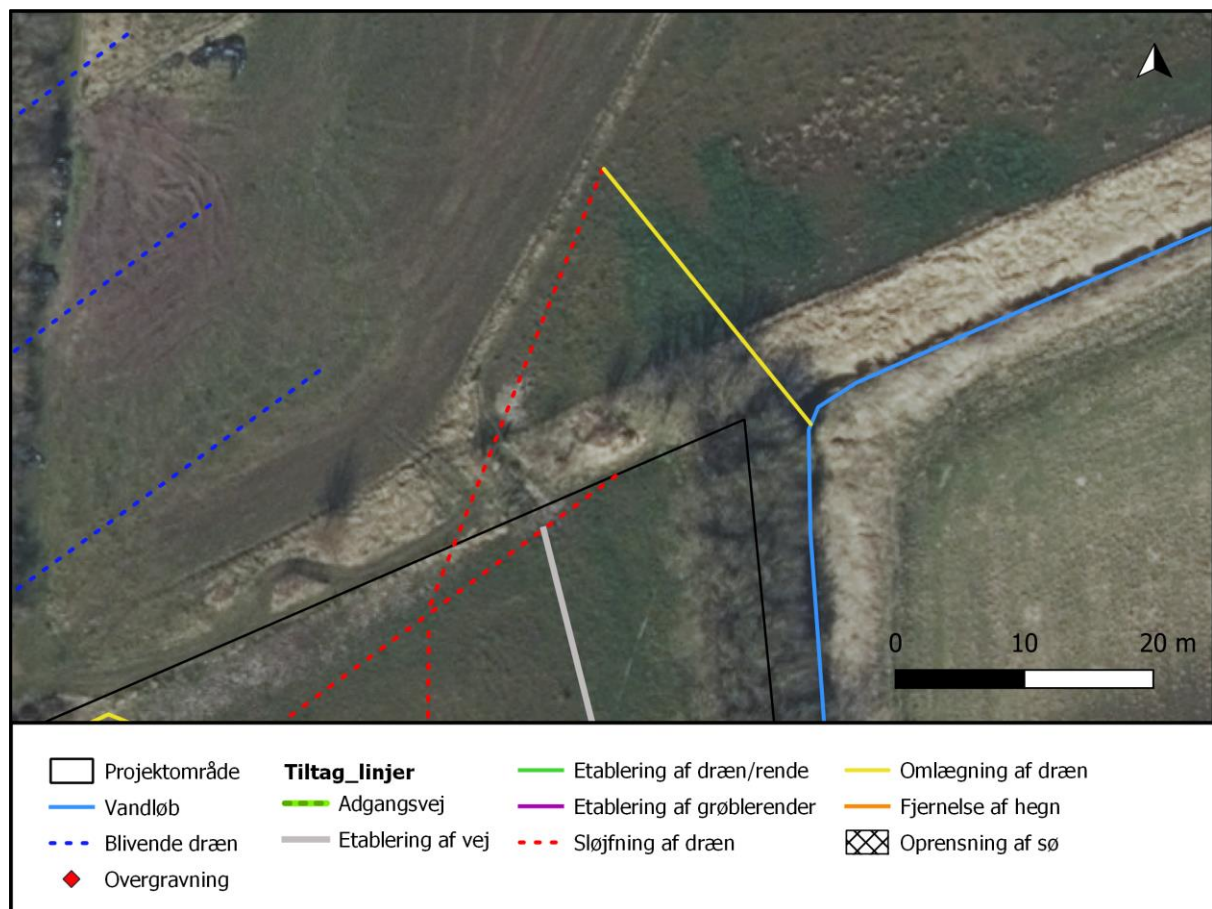 0 10 20 m
Projektområde
Vandløb
Blivende dræn
Overgravning
Tiltag_linjer
Adgangsvej
Etablering af vej
Etablering af dræn/rende
Etablering af grøblerender
Sløjfning af dræn
Omlægning af dræn
Fjernelse af hegn
Oprensning af sø